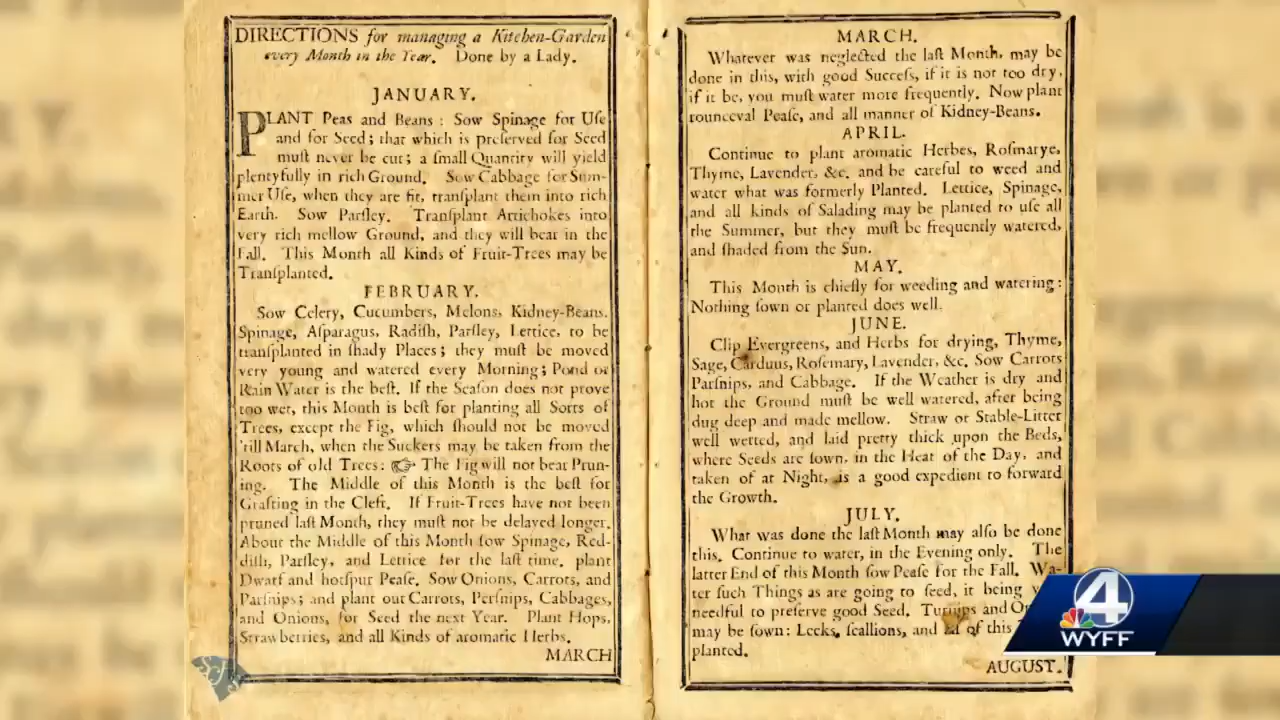 DIRECTIONS for managing a Kitchen-Garden
every Month in the Year. Done by a Lady.
JANUARY.
PLANT Peas and Beans : Sow Spinage for Uſe
and for Seed ; that which is preſerved for Seed
muſt never be cut ; a ſmall Quantity will yield
plentyfully in rich Ground. Sow Cabbage for Sum-
mer Uſe, when they are fit, tranſplant them into rich
Earth. Sow Parſley. Tranſplant Artichokes into
very rich mellow Ground, and they will bear in the
Fall. This Month all Kinds of Fruit-Trees may be
Tranſplanted.
FEBRUARY.
Sow Celery, Cucumbers, Melons, Kidney-Beans.
Spinage, Aſparagus, Radiſh, Parſley, Lettice, to be
tranſplanted in ſhady Places ; they muſt be moved
very young and watered every Morning ; Pond or
Rain Water is the beſt. If the Seaſon does not prove
too wet, this Month is beſt for planting all Sorts of
Trees, except the Fig, which ſhould not be moved
'till March, when the Suckers may be taken from the
Roots of old Trees : ☞ The Fig will not bear Prun-
ing. The Middle of this Month is the beſt for
Grafting in the Cleft. If Fruit-Trees have not been
pruned laſt Month, they muſt not be delayed longer.
About the Middle of this Month ſow Spinage, Red-
diſh, Parſley, and Lettice for the laſt time, plant
Dwarf and hotſpur Peaſe. Sow Onions, Carrots, and
Parſnips ; and plant out Carrots, Perſnips, Cabbages,
and Onions, for Seed the next Year. Plant Hops,
Strawberries, and all Kinds of aromatic Herbs.
MARCH
MARCH.
Whatever was neglected the laſt Month, may be
done in this, with good Succeſs, if it is not too dry,
if it be, you muſt water more frequently. Now plant
rounceval Peaſe, and all manner of Kidney-Beans.
APRIL.
Continue to plant aromatic Herbes, Roſmarye,
Thyme, Lavender, &c. and be careful to weed and
water what was formerly Planted. Lettice, Spinage,
and all kinds of Salading may be planted to uſe all
the Summer, but they muſt be frequently watered,
and ſhaded from the Sun.
MAY.
This Month is chiefly for weeding and watering :
Nothing ſown or planted does well.
JUNE.
Clip Evergreens, and Herbs for drying, Thyme,
Sage, Carduus, Roſemary, Lavender, &c. Sow Carrots
Parſnips, and Cabbage. If the Weather is dry and
hot the Ground muſt be well watered, after being
dug deep and made mellow. Straw or Stable-Litter
well wetted, and laid pretty thick upon the Beds,
where Seeds are ſown, in the Heat of the Day, and
taken of at Night, is a good expedient to forward
the Growth.
JULY.
What was done the laſt Month may alſo be done
this. Continue to water, in the Evening only. The
latter End of this Month ſow Peaſe for the Fall. Wa-
ter ſuch Things as are going to ſeed, it being
needful to preſerve good Seed. Turnips and
may be ſown : Leeks, ſcallions, and all of this
planted.
AUGUST.
4
WYFF